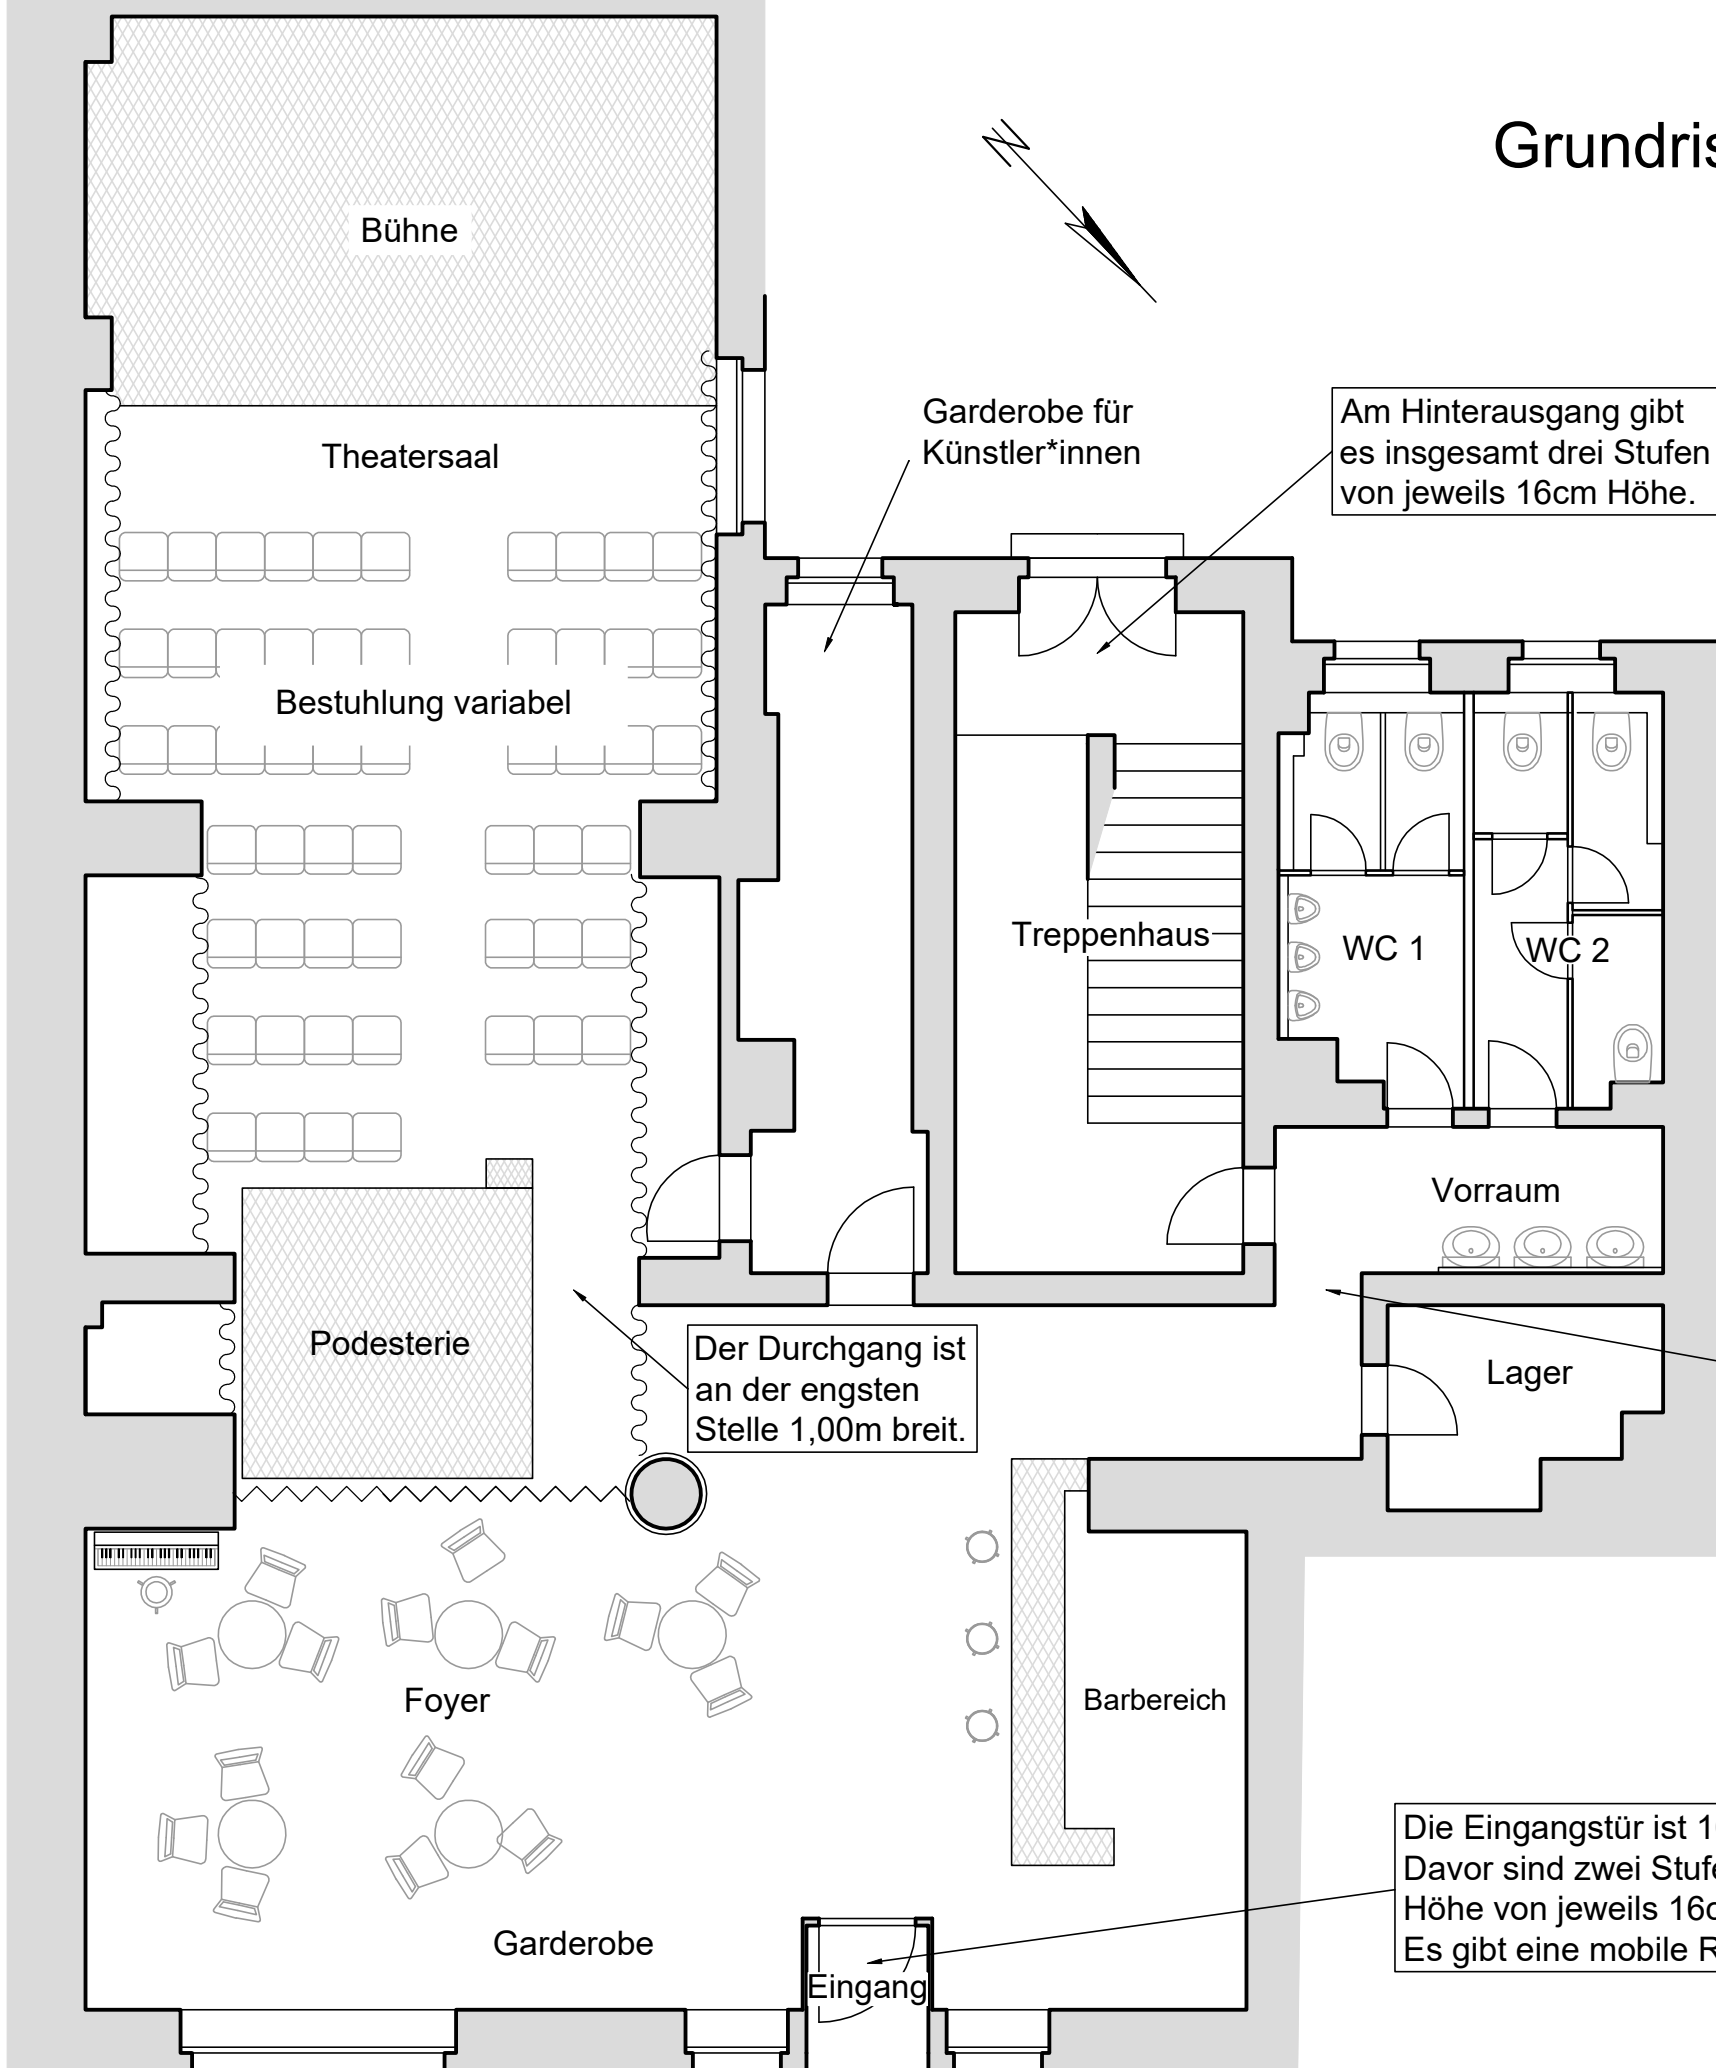 Grundris
Bühne
Garderobe für
Künstler*innen
Am Hinterausgang gibt
es insgesamt drei Stufen
von jeweils 16cm Höhe.
Theatersaal
Bestuhlung variabel
Treppenhaus
WC 1
WC 2
Vorraum
Podesterie
Der Durchgang ist
an der engsten
Stelle 1,00m breit.
Lager
Foyer
Barbereich
Die Eingangstür ist 1
Davor sind zwei Stufe
Höhe von jeweils 16c
Es gibt eine mobile R
Garderobe
Eingang
N